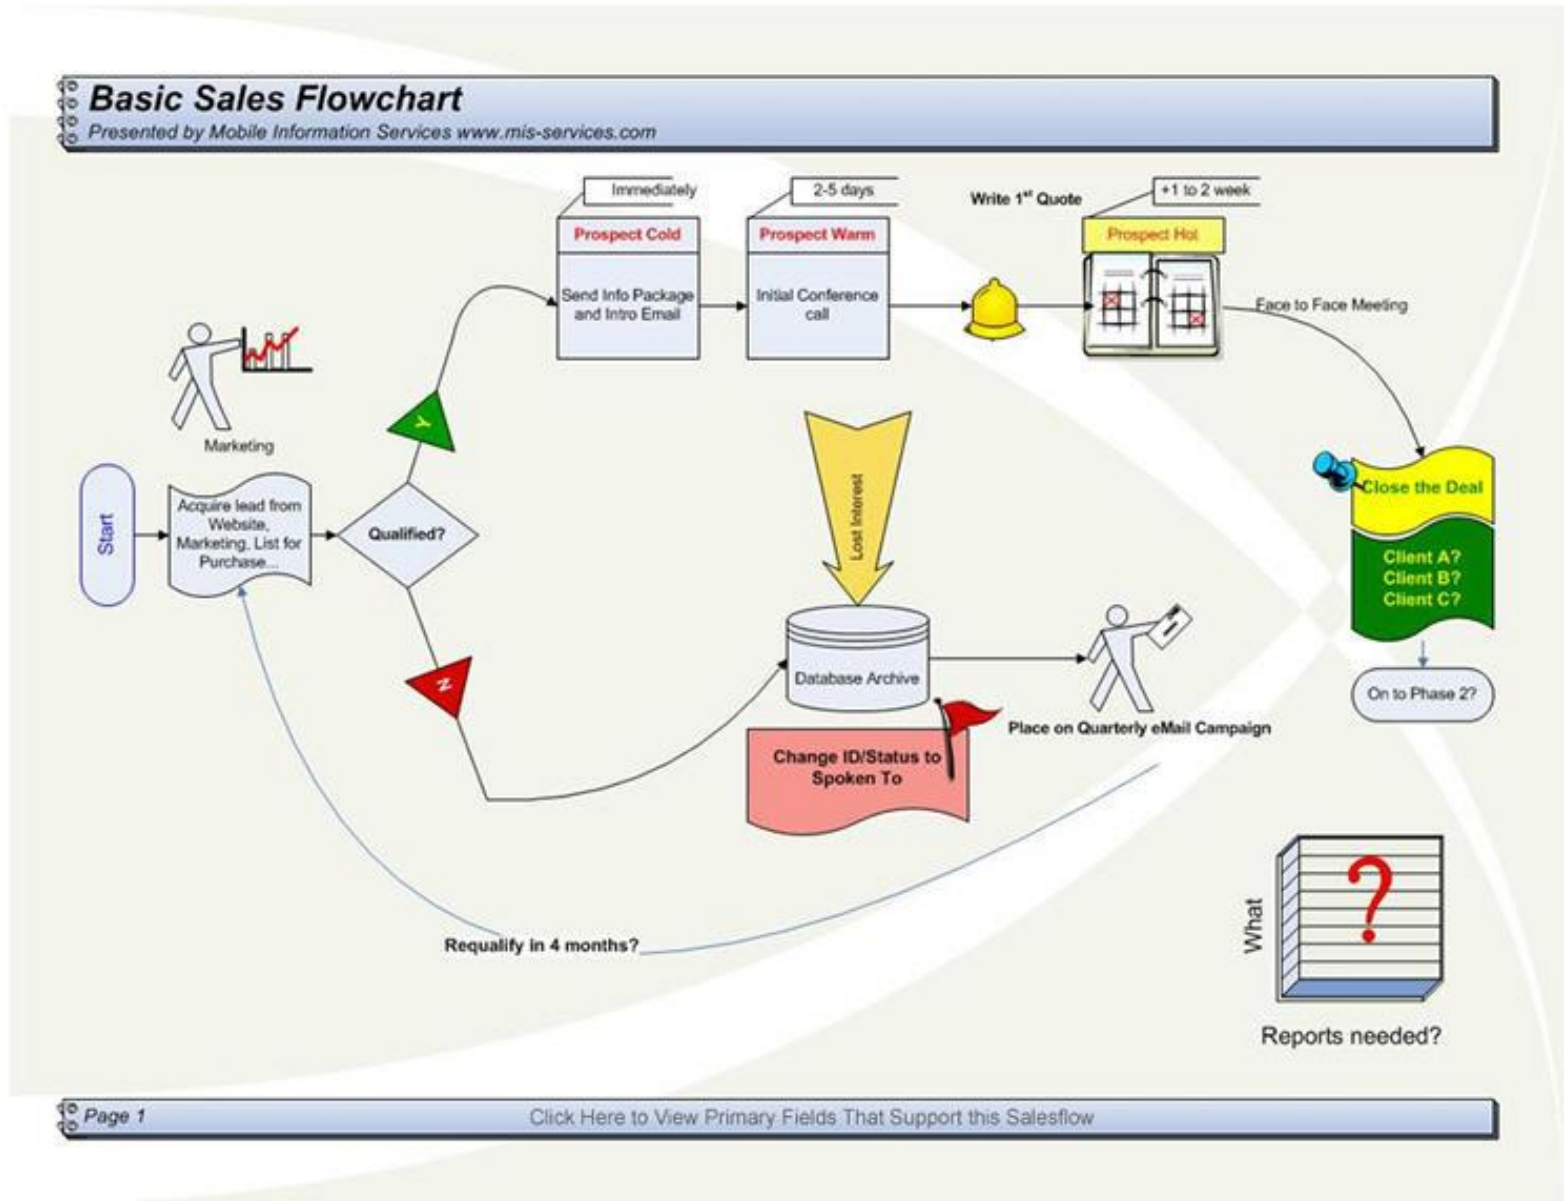 Basic Sales Flowchart
Presented by Mobile Information Services www.mis-services.com
Immediately
2-5 days
Write 1st Quote
+1 to 2 week
Prospect Cold
Prospect Warm
Prospect Hot
Send Info Package
and Intro Email
Initial Conference
call
Face to Face Meeting
Marketing
Y
Start
Acquire lead from
Website,
Marketing, List for
Purchase...
Qualified?
Lost Interest
Close the Deal
Client A?
Client B?
Client C?
N
Database Archive
On to Phase 2?
Place on Quarterly eMail Campaign
Change ID/Status to
Spoken To
Requalify in 4 months?
What
?
Reports needed?
Page 1
Click Here to View Primary Fields That Support this Salesflow